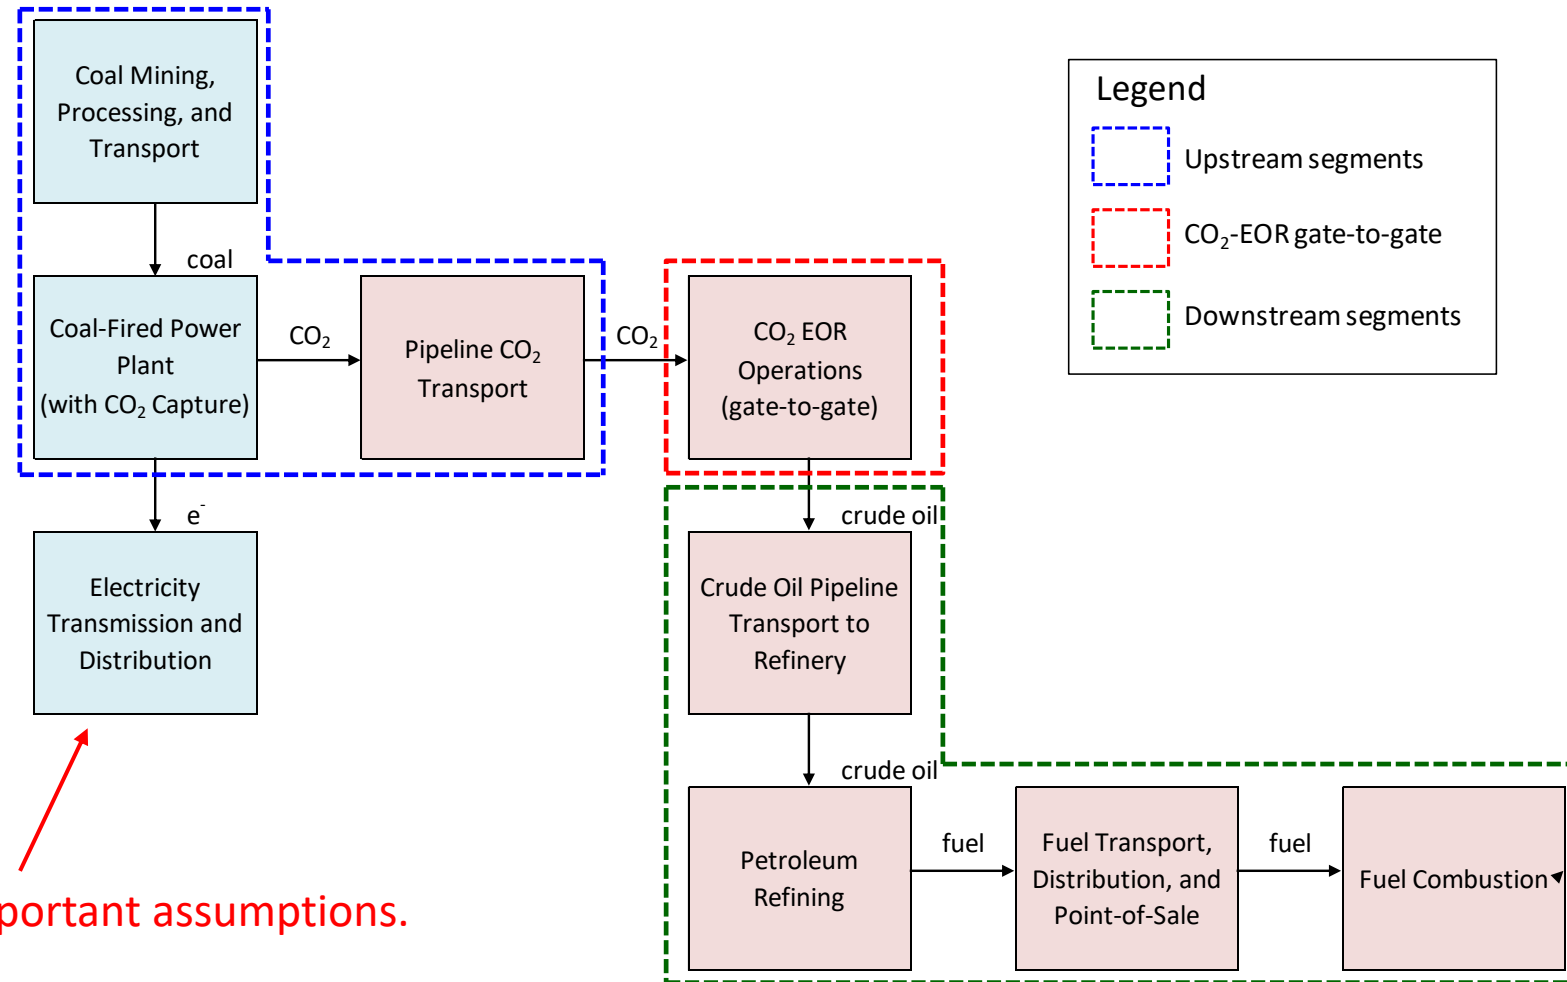 Coal Mining,
Processing, and
Transport
coal
Coal-Fired Power
Plant
(with CO₂ Capture)
CO₂
Pipeline CO₂
Transport
CO₂
CO₂ EOR
Operations
(gate-to-gate)
e⁻
Electricity
Transmission and
Distribution
crude oil
Crude Oil Pipeline
Transport to
Refinery
crude oil
Petroleum
Refining
fuel
Fuel Transport,
Distribution, and
Point-of-Sale
fuel
Fuel Combustion
Legend
Upstream segments
CO₂-EOR gate-to-gate
Downstream segments
portant assumptions.